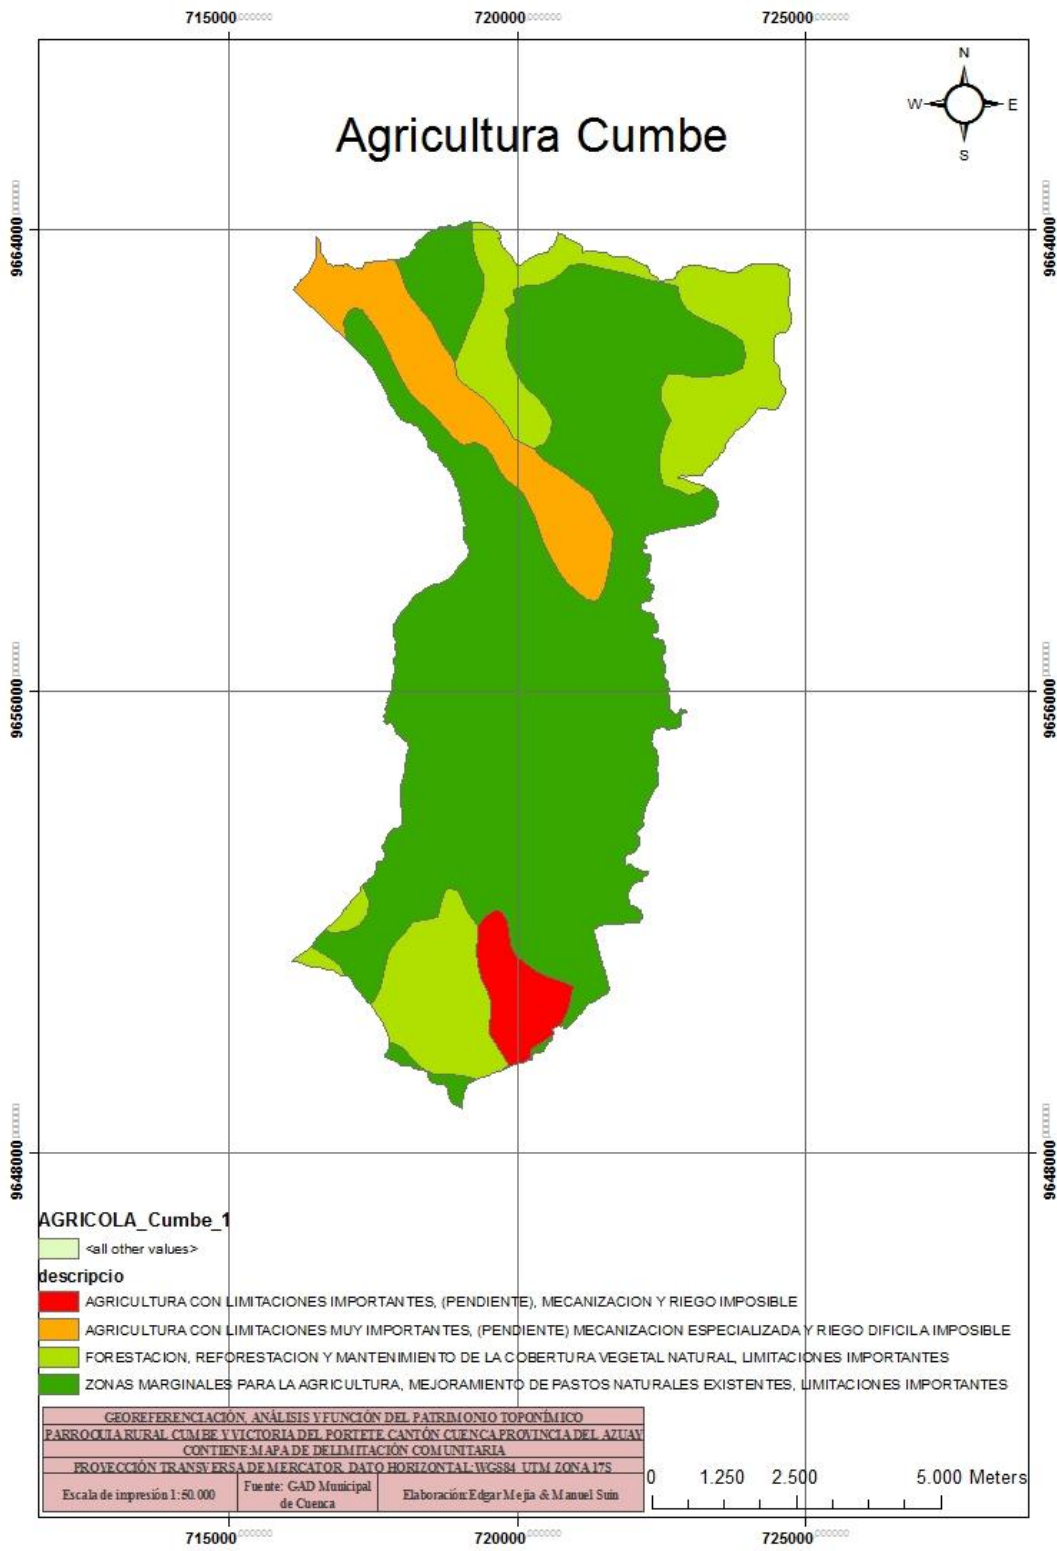 715000 720000 725000
N
W E
S
Agricultura Cumbe
9664000 9664000
9656000 9656000
9648000 9648000
AGRICOLA_Cumbe_1
<all other values>
descripcio
AGRICULTURA CON LIMITACIONES IMPORTANTES, (PENDIENTE), MECANIZACION Y RIEGO IMPOSIBLE
AGRICULTURA CON LIMITACIONES MUY IMPORTANTES, (PENDIENTE) MECANIZACION ESPECIALIZADA Y RIEGO DIFICIL A IMPOSIBLE
FORESTACION, REFORESTACION Y MANTENIMIENTO DE LA COBERTURA VEGETAL NATURAL, LIMITACIONES IMPORTANTES
ZONAS MARGINALES PARA LA AGRICULTURA, MEJORAMIENTO DE PASTOS NATURALES EXISTENTES, LIMITACIONES IMPORTANTES
GEOREFERENCIACIÓN, ANÁLISIS Y FUNCIÓN DEL PATRIMONIO TOPONÍMICO
PARROQUIA RURAL CUMBE Y VICTORIA DEL PORTETE CANTÓN CUENCA PROVINCIA DEL AZUAY
CONTIENE:MAPA DE DELIMITACIÓN COMUNITARIA
PROYECCIÓN TRANSVERSA DE MERCATOR, DATO HORIZONTAL: WGS84 UTM ZONA 17S
Escala de impresión 1:50.000
Fuente: GAD Municipal
de Cuenca
Elaboración:Edgar Mejia & Manuel Suin
0 1.250 2.500 5.000 Meters
715000 720000 725000